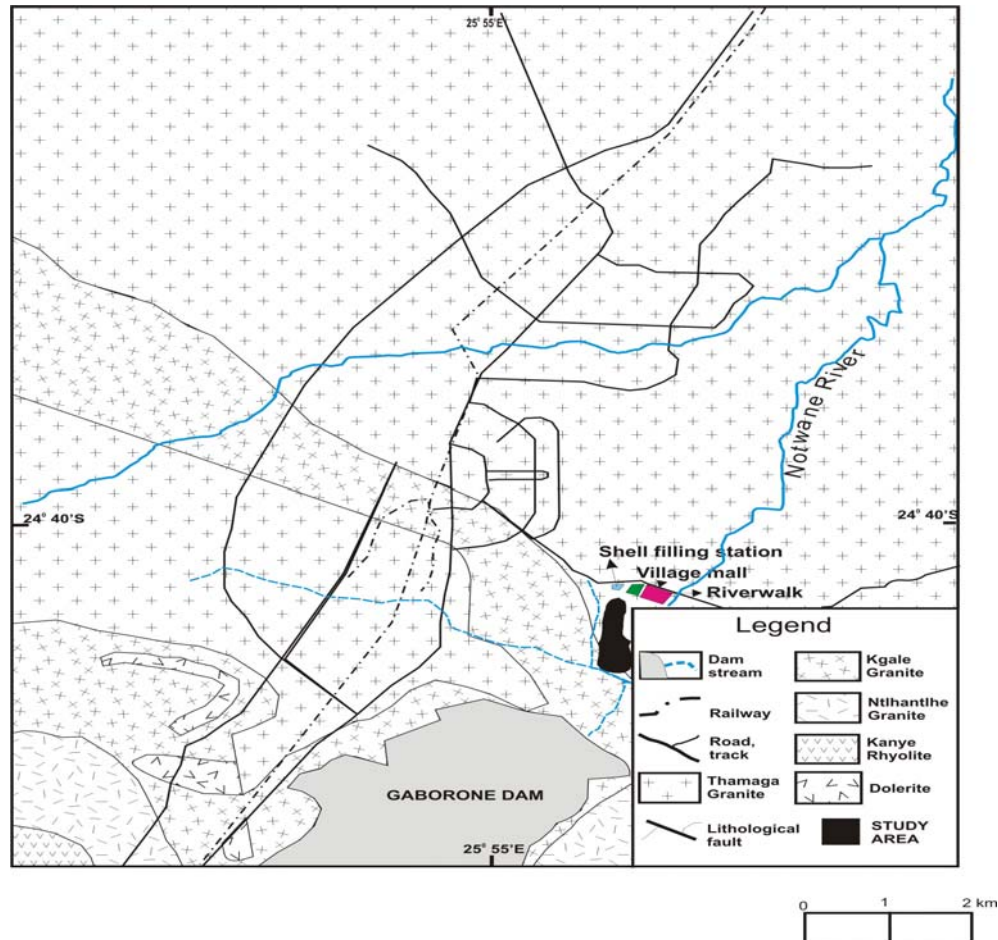 25° 55'E
Notwane River
24° 40'S
24° 40'S
Shell filling station
Village mall
Riverwalk
GABORONE DAM
25° 55'E
Legend
Dam
stream
Railway
Road,
track
Thamaga
Granite
Lithological
fault
Kgale
Granite
Ntlhantlhe
Granite
Kanye
Rhyolite
Dolerite
STUDY
AREA
0 1 2 km